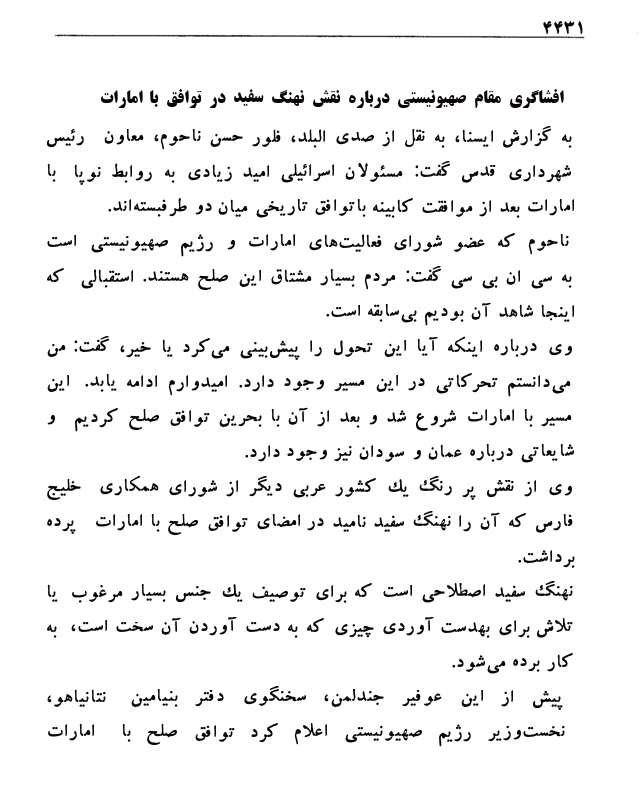 ۴۴۳۱
افشاگری مقام صهیونیستی درباره نقش نهنگ سفید در توافق با امارات
به گزارش ایسنا، به نقل از صدی البلد، فلور حسن ناحوم، معاون رئیس
شهرداری قدس گفت: مسئولان اسرائیلی امید زیادی به روابط نوپا با
امارات بعد از موافقت کابینه با توافق تاریخی میان دو طرفبسته‌اند.
ناحوم که عضو شورای فعالیت‌های امارات و رژیم صهیونیستی است
به سی ان بی سی گفت: مردم بسیار مشتاق این صلح هستند. استقبالی که
اینجا شاهد آن بودیم بی‌سابقه است.
وی درباره اینکه آیا این تحول را پیش‌بینی می‌کرد یا خیر، گفت: من
می‌دانستم تحرکاتی در این مسیر وجود دارد. امیدوارم ادامه یابد. این
مسیر با امارات شروع شد و بعد از آن با بحرین توافق صلح کردیم و
شایعاتی درباره عمان و سودان نیز وجود دارد.
وی از نقش پر رنگ یك کشور عربی دیگر از شورای همکاری خلیج
فارس که آن را نهنگ سفید نامید در امضای توافق صلح با امارات پرده
برداشت.
نهنگ سفید اصطلاحی است که برای توصیف یك جنس بسیار مرغوب یا
تلاش برای بهدست آوردی چیزی که به دست آوردن آن سخت است، به
کار برده می‌شود.
پیش از این عوفیر جندلمن، سخنگوی دفتر بنیامین نتانیاهو،
نخست‌وزیر رژیم صهیونیستی اعلام کرد توافق صلح با امارات